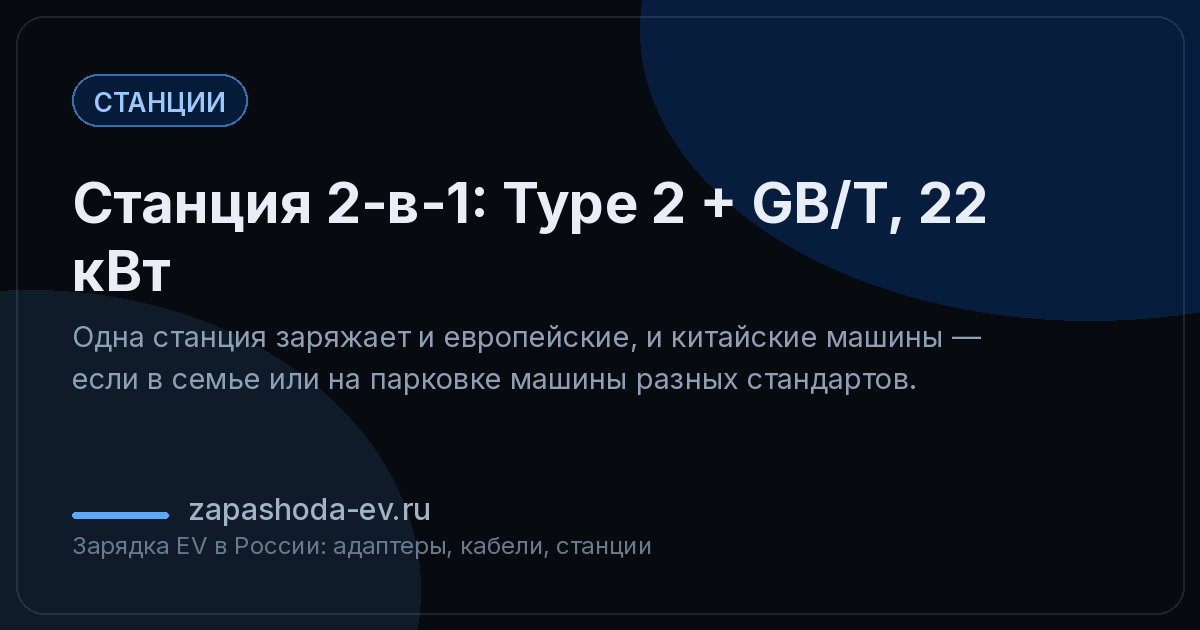 СТАНЦИИ
Станция 2-в-1: Type 2 + GB/T, 22
кВт
Одна станция заряжает и европейские, и китайские машины —
если в семье или на парковке машины разных стандартов.
zapashoda-ev.ru
Зарядка EV в России: адаптеры, кабели, станции